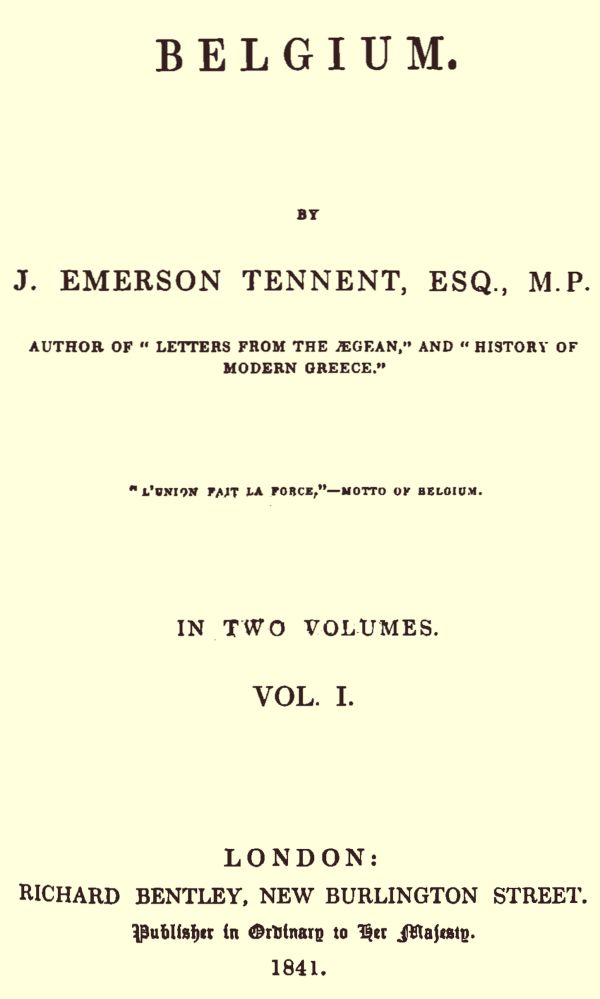 BELGIUM.
BY
J. EMERSON TENNENT, ESQ., M.P.
AUTHOR OF “ LETTERS FROM THE ÆGEAN,” AND “ HISTORY OF
MODERN GREECE.”
“ L’UNION FAIT LA FORCE,”—MOTTO OF BELGIUM.
IN TWO VOLUMES.
VOL. I.
LONDON:
RICHARD BENTLEY, NEW BURLINGTON STREET.
Publisher in Ordinary to Her Majesty.
1841.